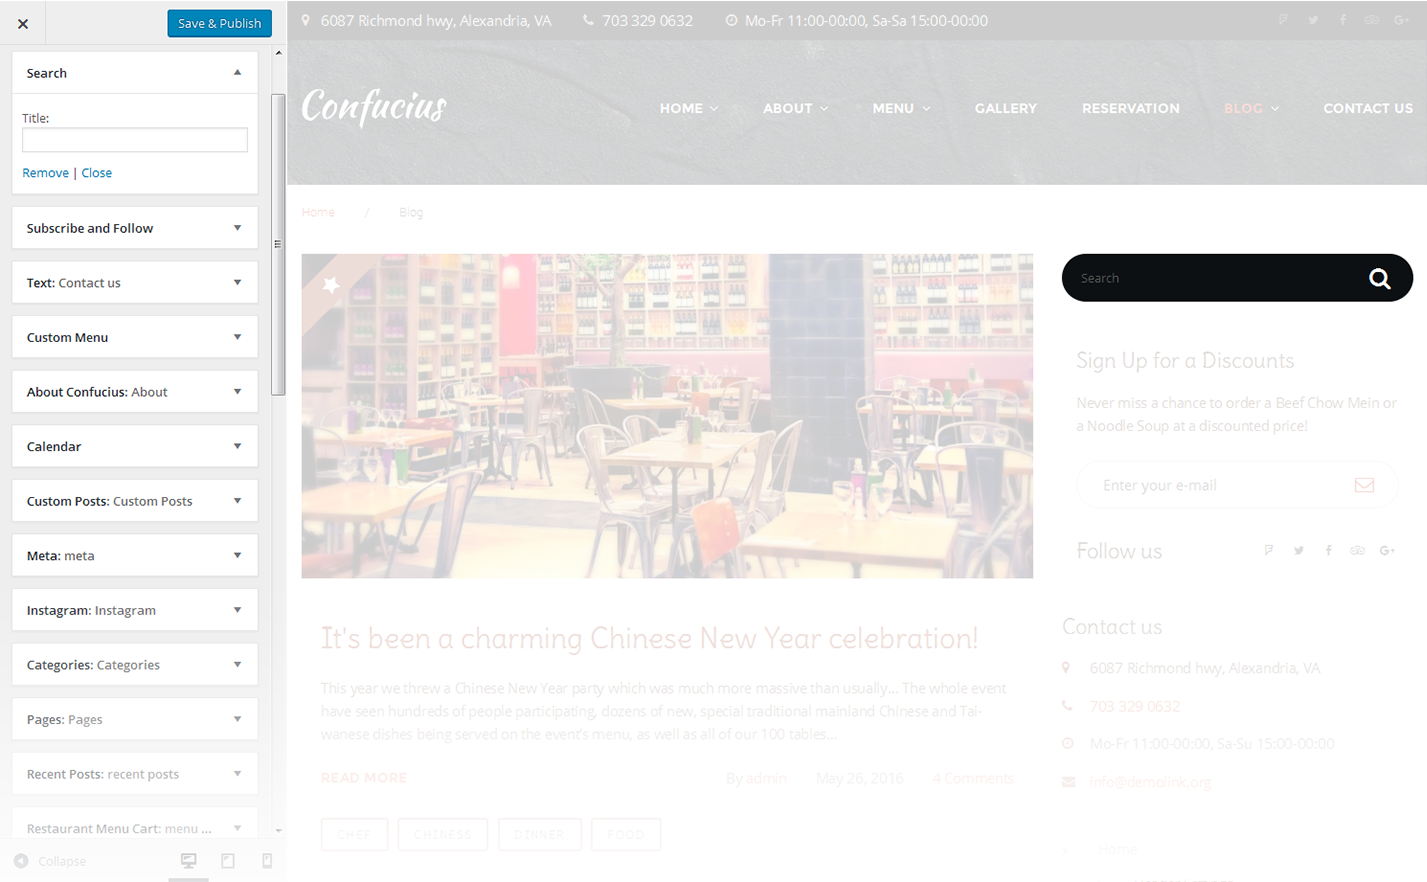 Save & Publish
Search
Title:
Remove | Close
Subscribe and Follow
Text: Contact us
Custom Menu
About Confucius: About
Calendar
Custom Posts: Custom Posts
Meta: meta
Instagram: Instagram
Categories: Categories
Pages: Pages
Recent Posts: recent posts
Restaurant Menu Cart: menu ...
Collapse
6087 Richmond hwy, Alexandria, VA
703 329 0632
Mo-Fr 11:00-00:00, Sa-Sa 15:00-00:00
Confucius
HOME
ABOUT
MENU
GALLERY
RESERVATION
BLOG
CONTACT US
Home / Blog
It's been a charming Chinese New Year celebration!
This year we threw a Chinese New Year party which was much more massive than usually... The whole event
have seen hundreds of people participating, dozens of new, special traditional mainland Chinese and Tai-
wanese dishes being served on the event's menu, as well as all of our 100 tables...
READ MORE
By admin
May 26, 2016
4 Comments
CHEF
CHINESS
DINNER
FOOD
Search
Sign Up for a Discounts
Never miss a chance to order a Beef Chow Mein or
a Noodle Soup at a discounted price!
Enter your e-mail
Follow us
Contact us
6087 Richmond hwy, Alexandria, VA
703 329 0632
Mo-Fr 11:00-00:00, Sa-Su 15:00-00:00
info@demolink.org
Home